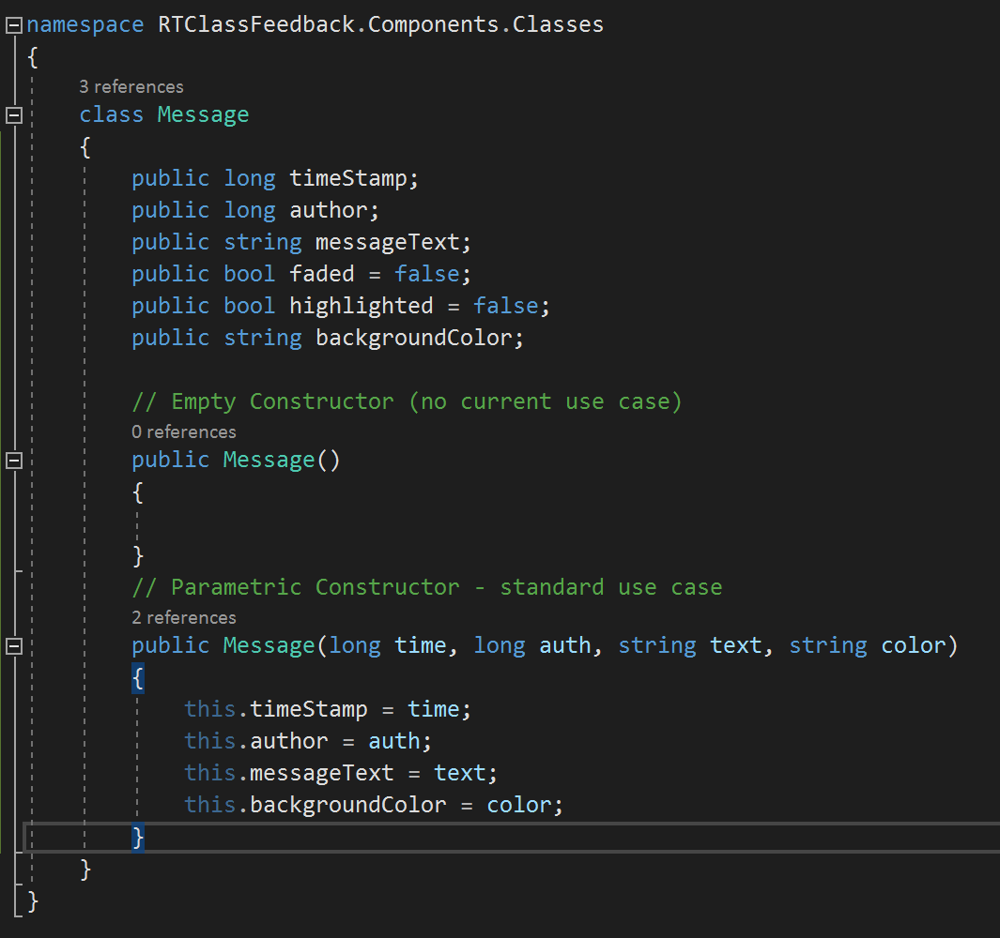 namespace RTClassFeedback.Components.Classes
{
3 references
class Message
{
public long timeStamp;
public long author;
public string messageText;
public bool faded = false;
public bool highlighted = false;
public string backgroundColor;
// Empty Constructor (no current use case)
0 references
public Message()
{
}
// Parametric Constructor - standard use case
2 references
public Message(long time, long auth, string text, string color)
{
this.timeStamp = time;
this.author = auth;
this.messageText = text;
this.backgroundColor = color;
}
}
}